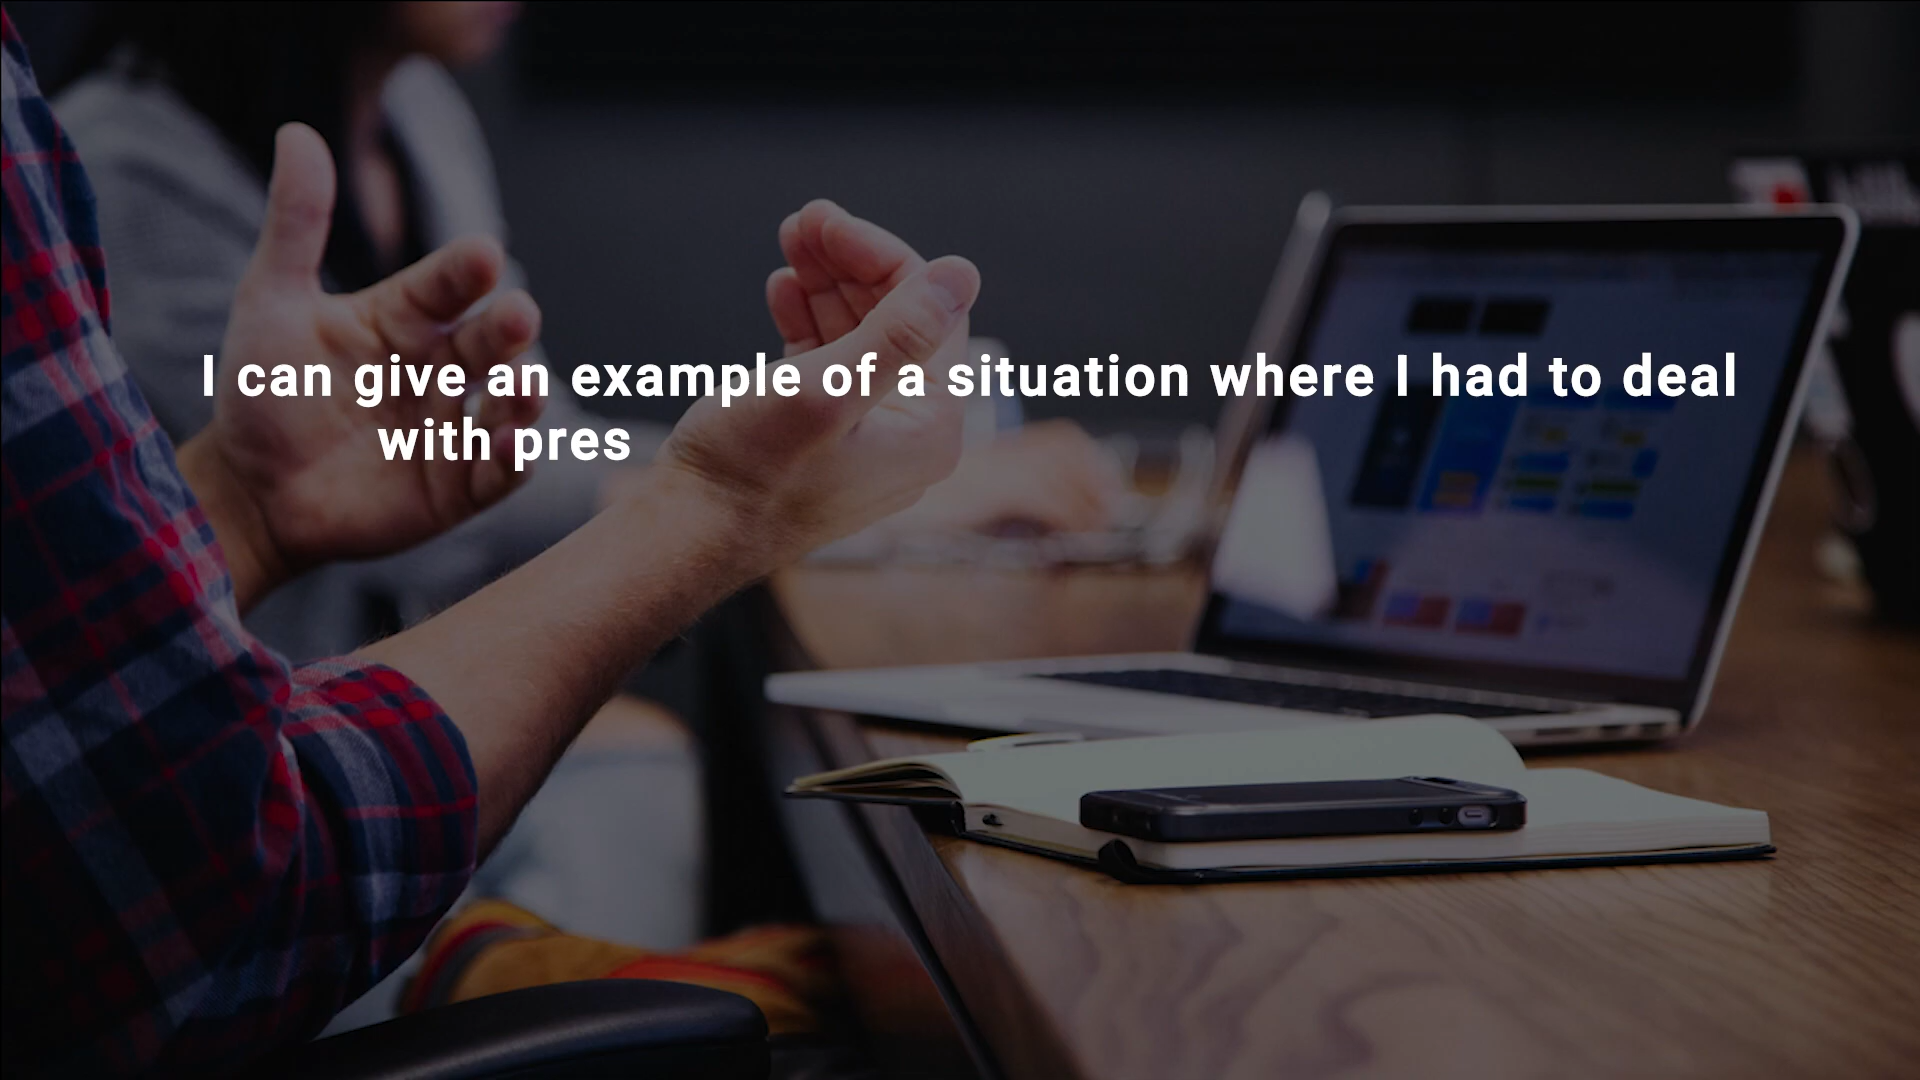 I can give an example of a situation where I had to deal
with pres